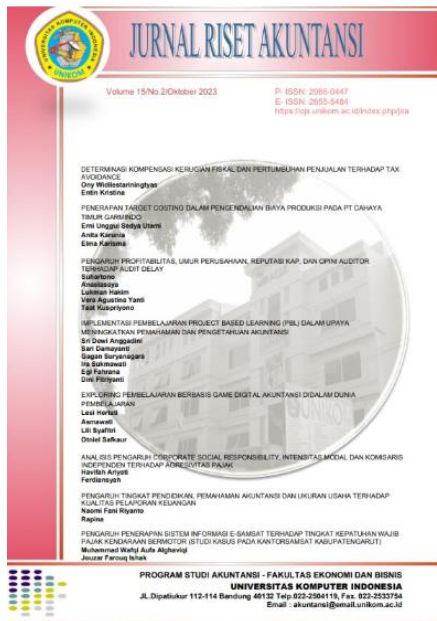 JURNAL RISET AKUNTANSI
Volume 15/No.2/Oktober 2023
P- ISSN: 2086-0447
E- ISSN: 2655-5484
https://ojs.unikom.ac.id/index.php/jira
DETERMINASI KOMPENSASI KERUGIAN FISKAL DAN PERTUMBUHAN PENJUALAN TERHADAP TAX
AVOIDANCE
Ony Widilestariningtyas
Entin Kristina
PENERAPAN TARGET COSTING DALAM PENGENDALIAN BIAYA PRODUKSI PADA PT CAHAYA
TIMUR GARMINDO
Erni Unggul Sedya Utami
Anita Karunia
Elma Karisma
PENGARUH PROFITABILITAS, UMUR PERUSAHAAN, REPUTASI KAP, DAN OPINI AUDITOR
TERHADAP AUDIT DELAY
Suhartono
Anastasuya
Lukman Hakim
Vera Agustina Yanti
Taat Kuspriyono
IMPLEMENTASI PEMBELAJARAN PROJECT BASED LEARNING (PBL) DALAM UPAYA
MENINGKATKAN PEMAHAMAN DAN PENGETAHUAN AKUNTANSI
Sri Dewi Anggadini
Sari Damayanti
Gagan Suryanagara
Ira Sukmawati
Egi Fahrana
Dini Fitriyanti
EXPLORING PEMBELAJARAN BERBASIS GAME DIGITAL AKUNTANSI DIDALAM DUNIA
PEMBELAJARAN
Lesi Hertati
Asmawati
Lili Syafitri
Otniel Safkaur
ANALISIS PENGARUH CORPORATE SOCIAL RESPONSIBILITY, INTENSITAS MODAL DAN KOMISARIS
INDEPENDEN TERHADAP AGRESIVITAS PAJAK
Havifah Ariyati
Ferdiansyah
PENGARUH TINGKAT PENDIDIKAN, PEMAHAMAN AKUNTANSI DAN UKURAN USAHA TERHADAP
KUALITAS PELAPORAN KEUANGAN
Naomi Fani Riyanto
Rapina
PENGARUH PENERAPAN SISTEM INFORMASI E-SAMSAT TERHADAP TINGKAT KEPATUHAN WAJIB
PAJAK KENDARAAN BERMOTOR (STUDI KASUS PADA KANTORSAMSAT KABUPATENGARUT)
Muhammad Wafqi Aufa Alghaviqi
Jouzar Farouq Ishak
PROGRAM STUDI AKUNTANSI - FAKULTAS EKONOMI DAN BISNIS
UNIVERSITAS KOMPUTER INDONESIA
JL.Dipatiukur 112-114 Bandung 40132 Telp.022-2504119, Fax. 022-2533754
Email : akuntansi@email.unikom.ac.id